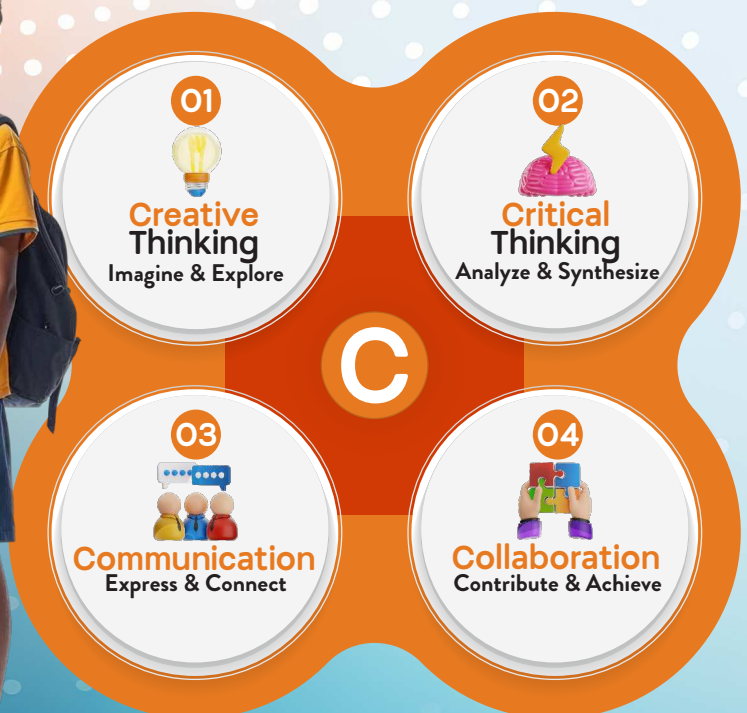 01
Creative
Thinking
Imagine & Explore
02
Critical
Thinking
Analyze & Synthesize
C
03
Communication
Express & Connect
04
Collaboration
Contribute & Achieve